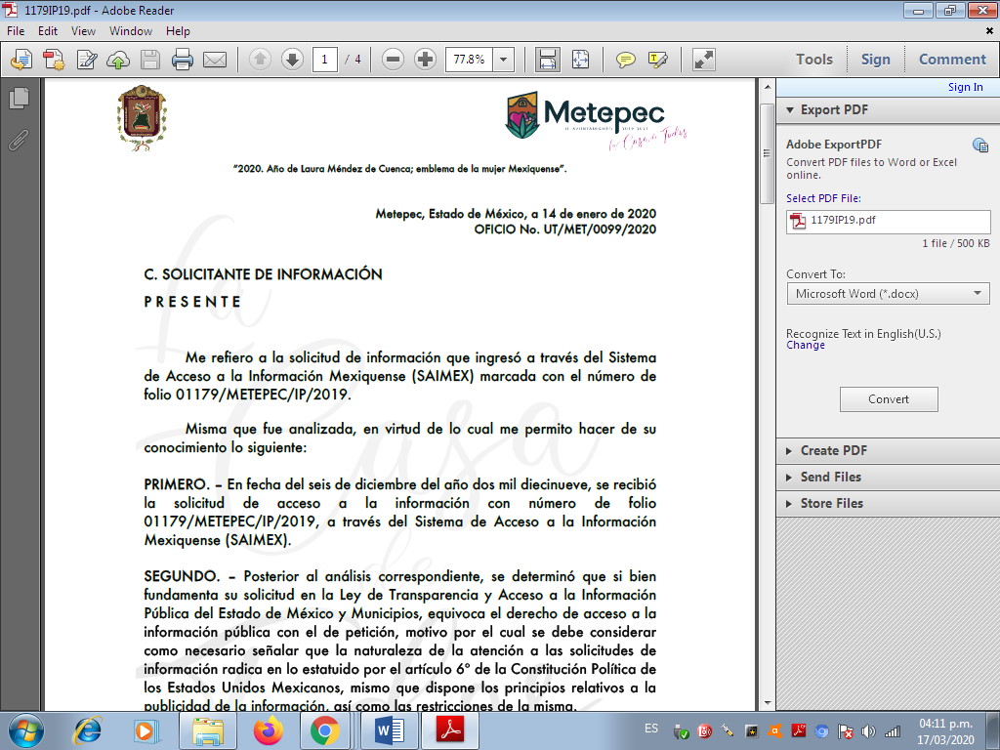 1179IP19.pdf - Adobe Reader
File Edit View Window Help
1 / 4 77.8% Tools Sign Comment
Sign In
Metepec
H. AYUNTAMIENTO 2019-2021
La Casa de Todos
"2020. Año de Laura Méndez de Cuenca; emblema de la mujer Mexiquense".
Metepec, Estado de México, a 14 de enero de 2020
OFICIO No. UT/MET/0099/2020
C. SOLICITANTE DE INFORMACIÓN
P R E S E N T E
Me refiero a la solicitud de información que ingresó a través del Sistema
de Acceso a la Información Mexiquense (SAIMEX) marcada con el número de
folio 01179/METEPEC/IP/2019.
Misma que fue analizada, en virtud de lo cual me permito hacer de su
conocimiento lo siguiente:
PRIMERO. – En fecha del seis de diciembre del año dos mil diecinueve, se recibió
la solicitud de acceso a la información con número de folio
01179/METEPEC/IP/2019, a través del Sistema de Acceso a la Información
Mexiquense (SAIMEX).
SEGUNDO. – Posterior al análisis correspondiente, se determinó que si bien
fundamenta su solicitud en la Ley de Transparencia y Acceso a la Información
Pública del Estado de México y Municipios, equivoca el derecho de acceso a la
información pública con el de petición, motivo por el cual se debe considerar
como necesario señalar que la naturaleza de la atención a las solicitudes de
información radica en lo estatuido por el artículo 6° de la Constitución Política de
los Estados Unidos Mexicanos, mismo que dispone los principios relativos a la
publicidad de la información, así como las restricciones de la misma.
La
Casa
de
Export PDF
Adobe ExportPDF
Convert PDF files to Word or Excel
online.
Select PDF File:
1179IP19.pdf
1 file / 500 KB
Convert To:
Microsoft Word (*.docx)
Recognize Text in English(U.S.)
Change
Convert
Create PDF
Send Files
Store Files
ES
04:11 p.m.
17/03/2020